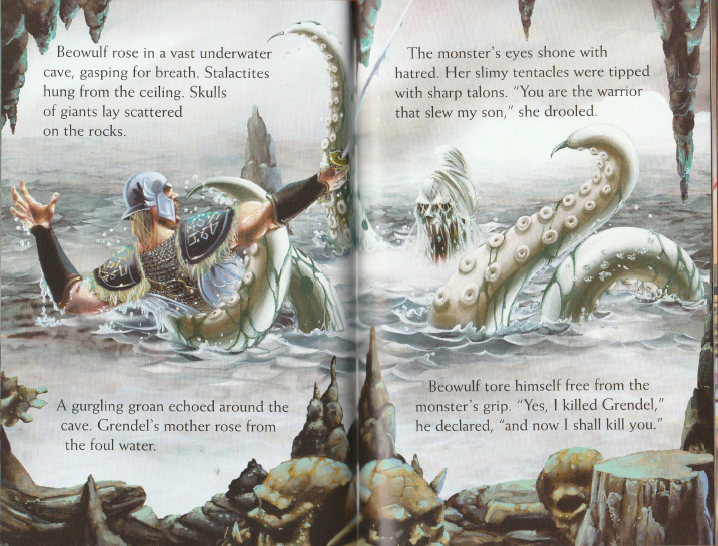 Beowulf rose in a vast underwater
cave, gasping for breath. Stalactites
hung from the ceiling. Skulls
of giants lay scattered
on the rocks.
A gurgling groan echoed around the
cave. Grendel's mother rose from
the foul water.
The monster's eyes shone with
hatred. Her slimy tentacles were tipped
with sharp talons. "You are the warrior
that slew my son," she drooled.
Beowulf tore himself free from the
monster's grip. "Yes, I killed Grendel,"
he declared, "and now I shall kill you."